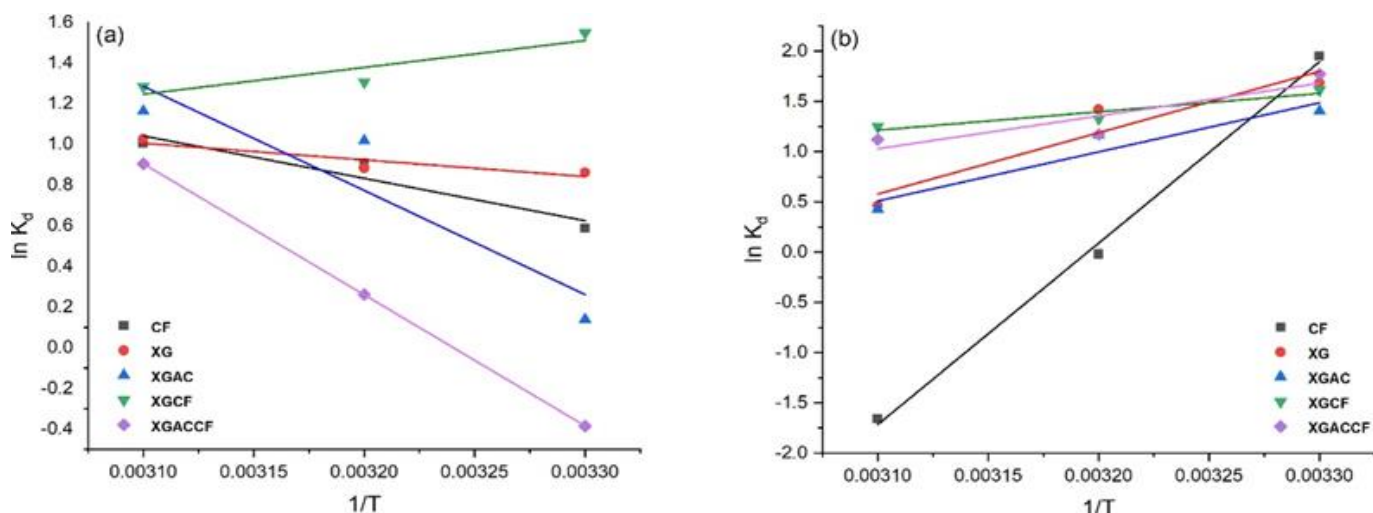 (a)
ln K_d
1.6
1.4
1.2
1.0
0.8
0.6
0.4
0.2
0.0
-0.2
-0.4
CF
XG
XGAC
XGCF
XGACCF
0.00310 0.00315 0.00320 0.00325 0.00330
1/T
(b)
ln K_d
2.0
1.5
1.0
0.5
0.0
-0.5
-1.0
-1.5
-2.0
CF
XG
XGAC
XGCF
XGACCF
0.00310 0.00315 0.00320 0.00325 0.00330
1/T